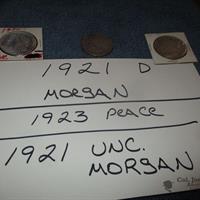 1921 D
MORGAN
1923 PEACE
1921 UNC.
MORGAN